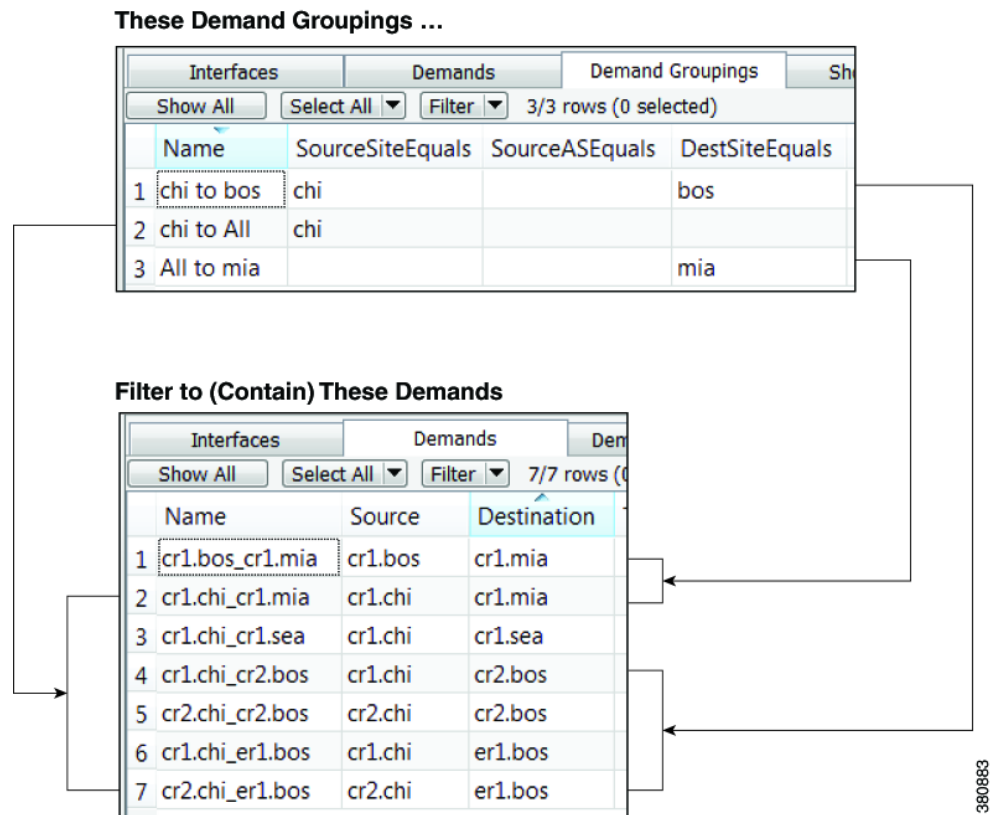 These Demand Groupings ...
Interfaces Demands Demand Groupings Sh
Show All Select All Filter 3/3 rows (0 selected)
Name SourceSiteEquals SourceASEquals DestSiteEquals
1 chi to bos chi bos
2 chi to All chi
3 All to mia mia
Filter to (Contain) These Demands
Interfaces Demands Dem
Show All Select All Filter 7/7 rows (
Name Source Destination
1 cr1.bos_cr1.mia cr1.bos cr1.mia
2 cr1.chi_cr1.mia cr1.chi cr1.mia
3 cr1.chi_cr1.sea cr1.chi cr1.sea
4 cr1.chi_cr2.bos cr1.chi cr2.bos
5 cr2.chi_cr2.bos cr2.chi cr2.bos
6 cr1.chi_er1.bos cr1.chi er1.bos
7 cr2.chi_er1.bos cr2.chi er1.bos
380883